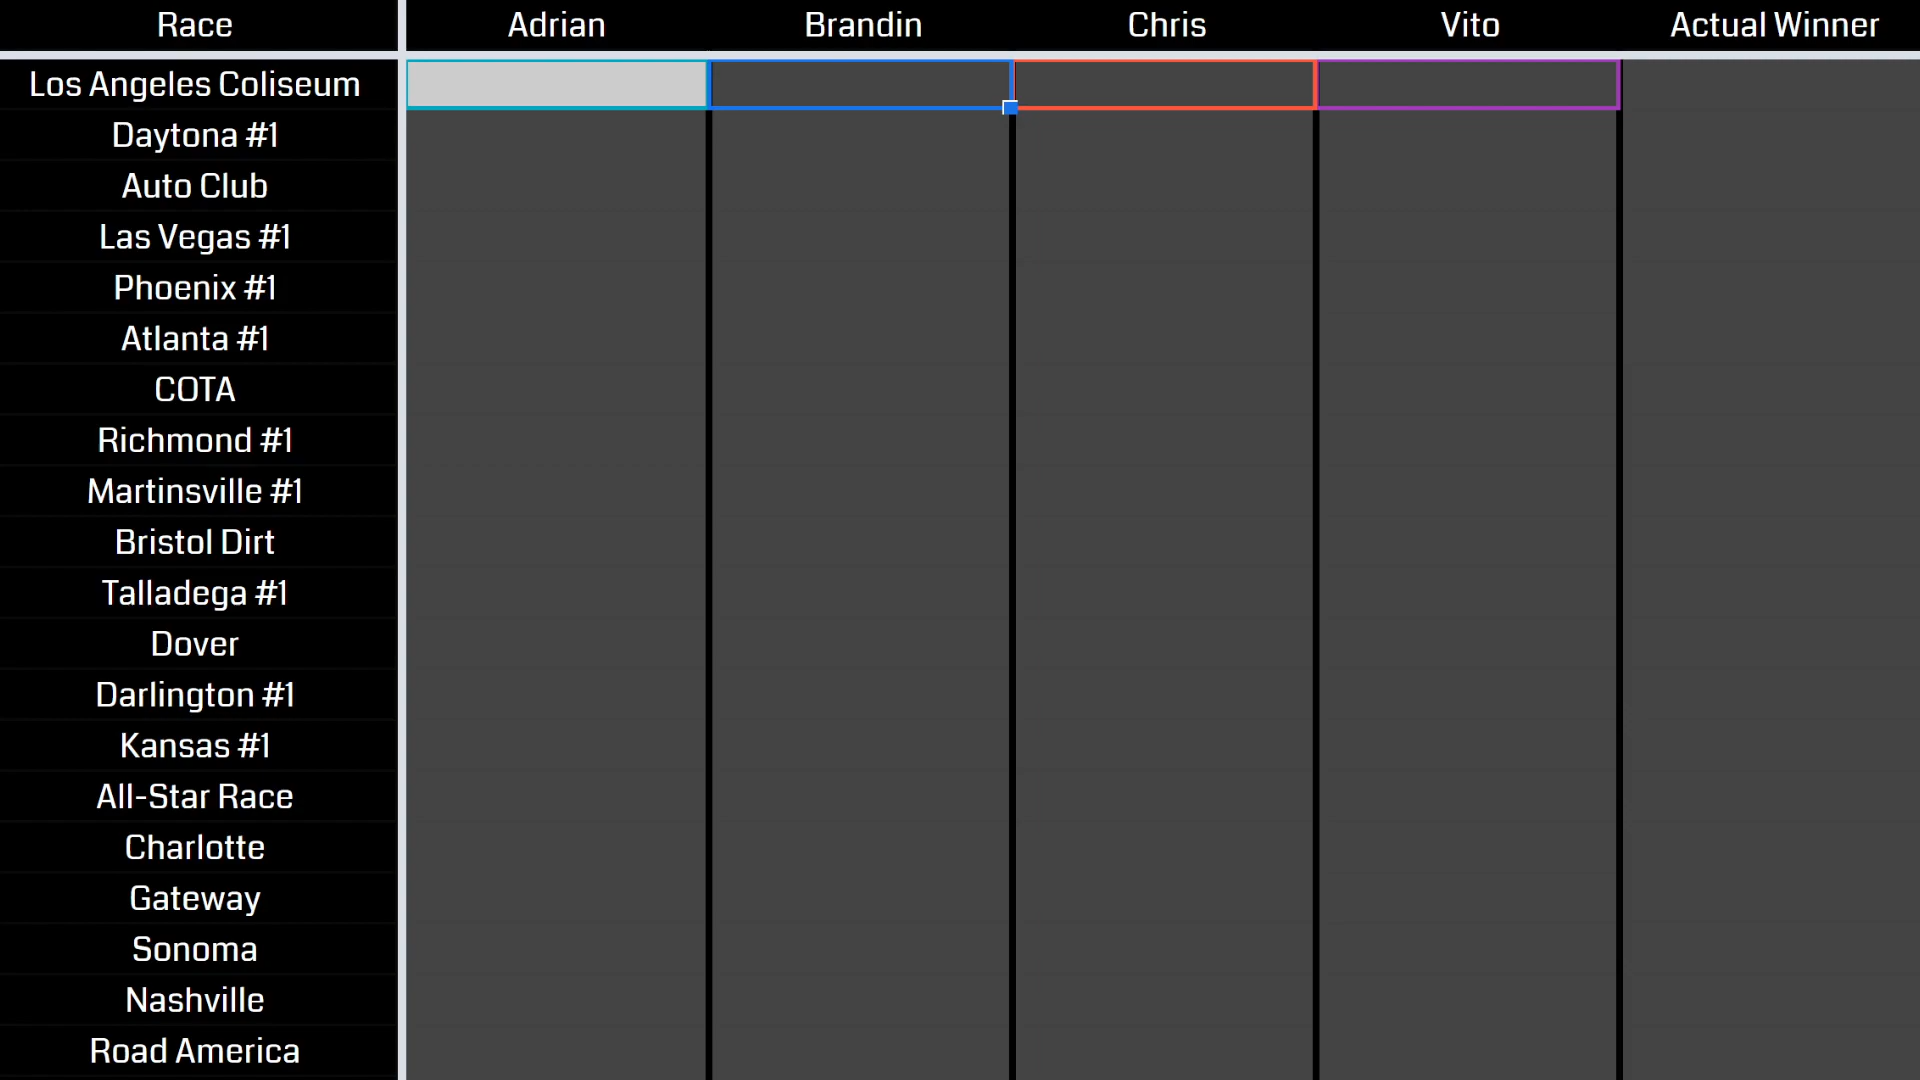 Race Adrian Brandin Chris Vito Actual Winner
Los Angeles Coliseum
Daytona #1
Auto Club
Las Vegas #1
Phoenix #1
Atlanta #1
COTA
Richmond #1
Martinsville #1
Bristol Dirt
Talladega #1
Dover
Darlington #1
Kansas #1
All-Star Race
Charlotte
Gateway
Sonoma
Nashville
Road America